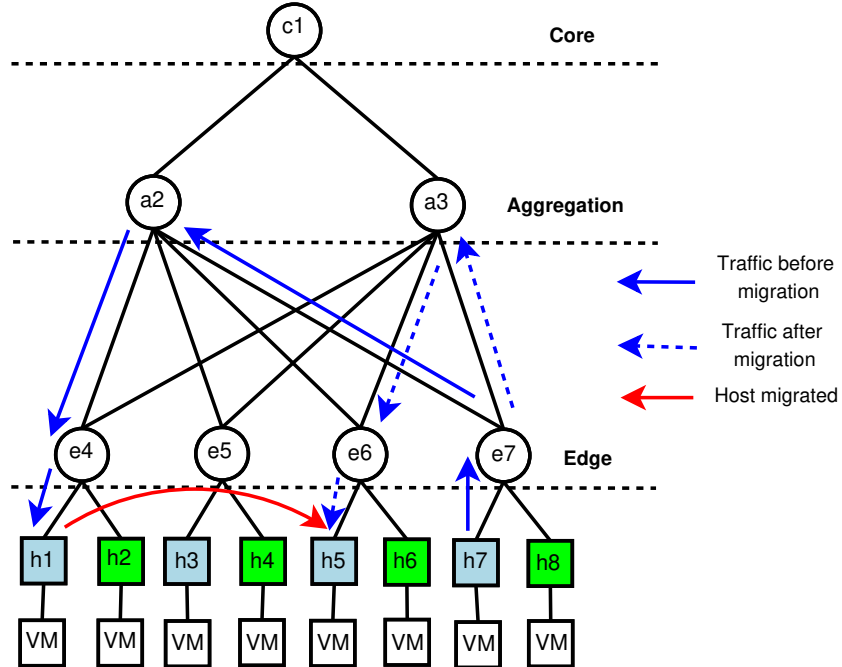 c1
Core
a2
a3
Aggregation
Traffic before
migration
Traffic after
migration
Host migrated
e4
e5
e6
e7
Edge
h1
h2
h3
h4
h5
h6
h7
h8
VM
VM
VM
VM
VM
VM
VM
VM